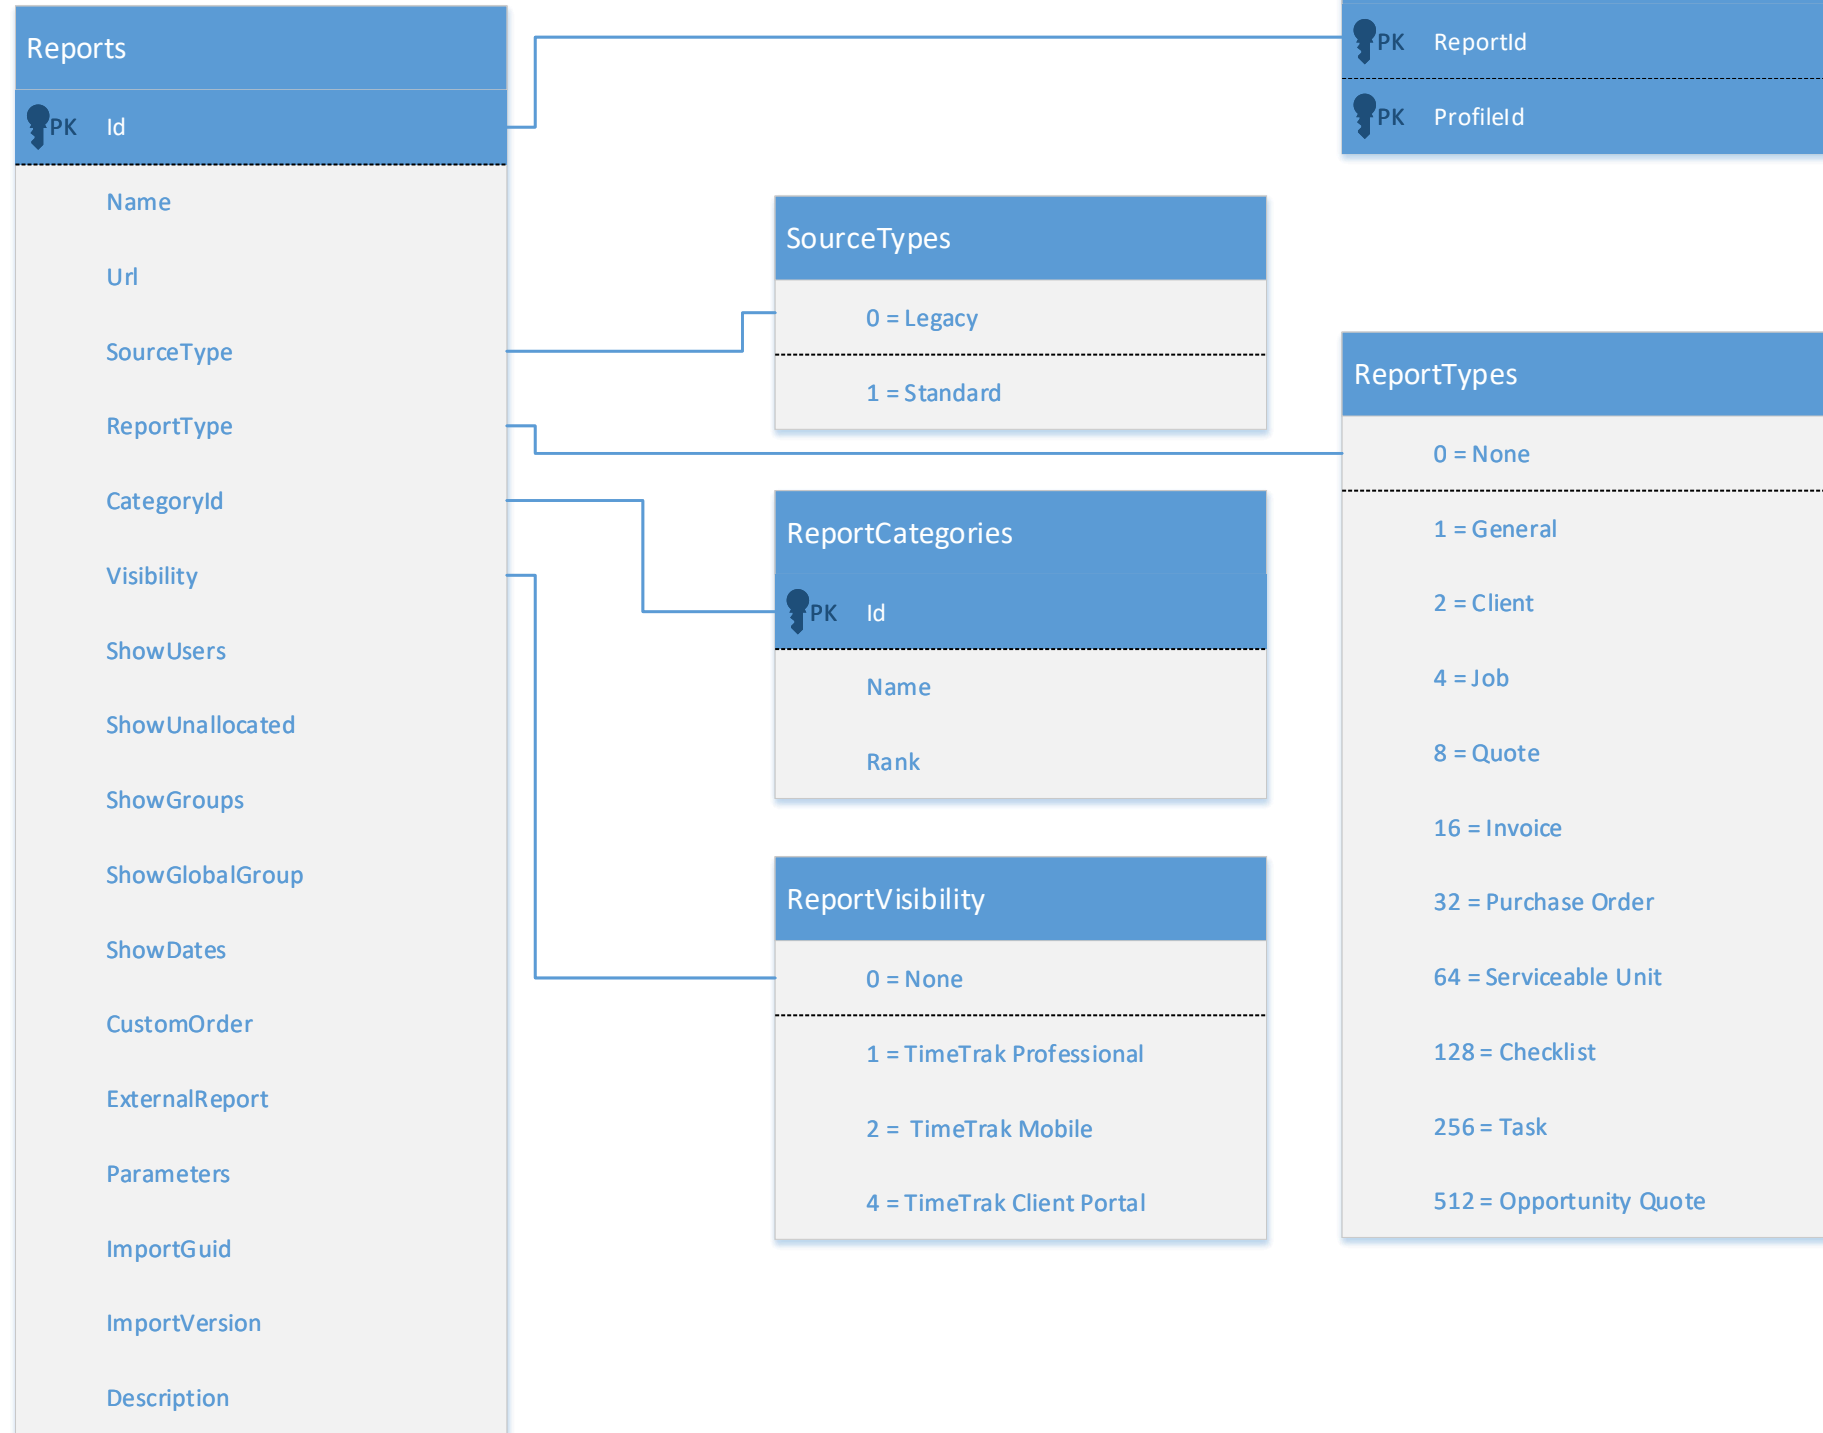 Reports
PK Id
Name
Url
SourceType
ReportType
CategoryId
Visibility
ShowUsers
ShowUnallocated
ShowGroups
ShowGlobalGroup
ShowDates
CustomOrder
ExternalReport
Parameters
ImportGuid
ImportVersion
Description
SourceTypes
0 = Legacy
1 = Standard
ReportCategories
PK Id
Name
Rank
ReportVisibility
0 = None
1 = TimeTrak Professional
2 = TimeTrak Mobile
4 = TimeTrak Client Portal
PK ReportId
PK ProfileId
ReportTypes
0 = None
1 = General
2 = Client
4 = Job
8 = Quote
16 = Invoice
32 = Purchase Order
64 = Serviceable Unit
128 = Checklist
256 = Task
512 = Opportunity Quote